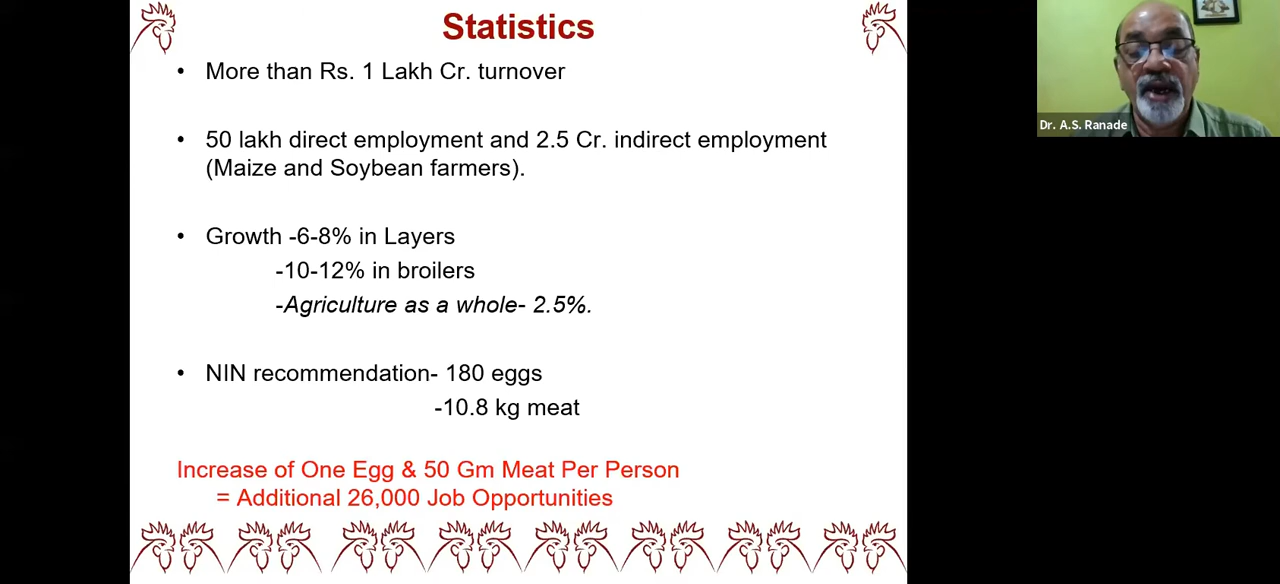 Statistics
• More than Rs. 1 Lakh Cr. turnover
• 50 lakh direct employment and 2.5 Cr. indirect employment
(Maize and Soybean farmers).
• Growth -6-8% in Layers
-10-12% in broilers
-Agriculture as a whole- 2.5%.
• NIN recommendation- 180 eggs
-10.8 kg meat
Increase of One Egg & 50 Gm Meat Per Person
= Additional 26,000 Job Opportunities
Dr. A.S. Ranade